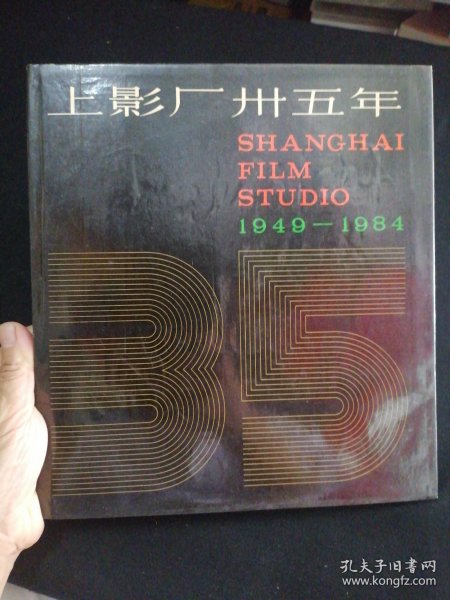 上影厂卅五年
SHANGHAI
FILM
STUDIO
1949—1984
35
孔夫子旧书网
www.kongfz.com